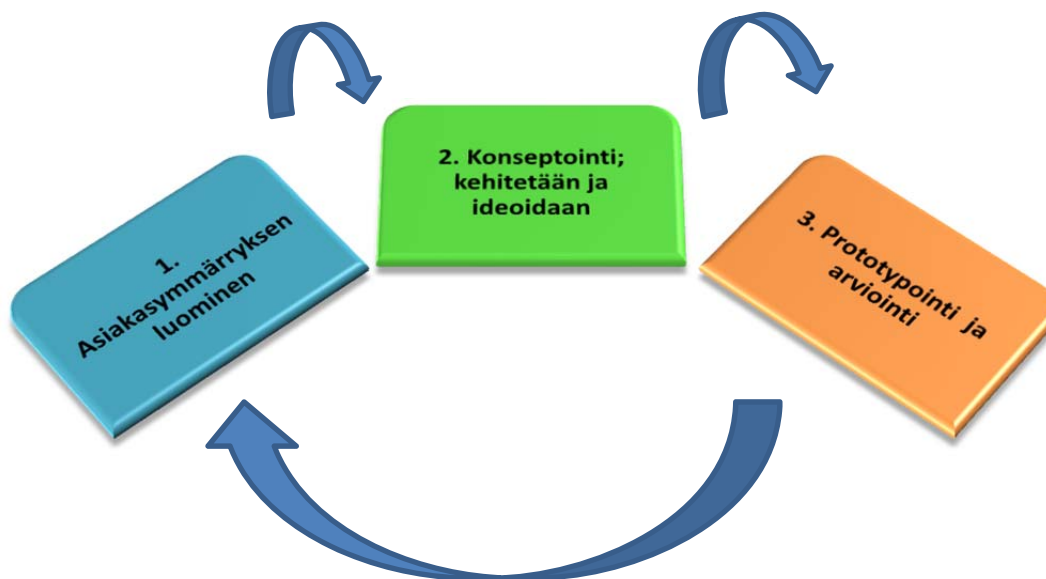 1.
Asiakasymmärryksen
luominen
2. Konseptointi;
kehitetään ja
ideoidaan
3. Prototypointi ja
arviointi